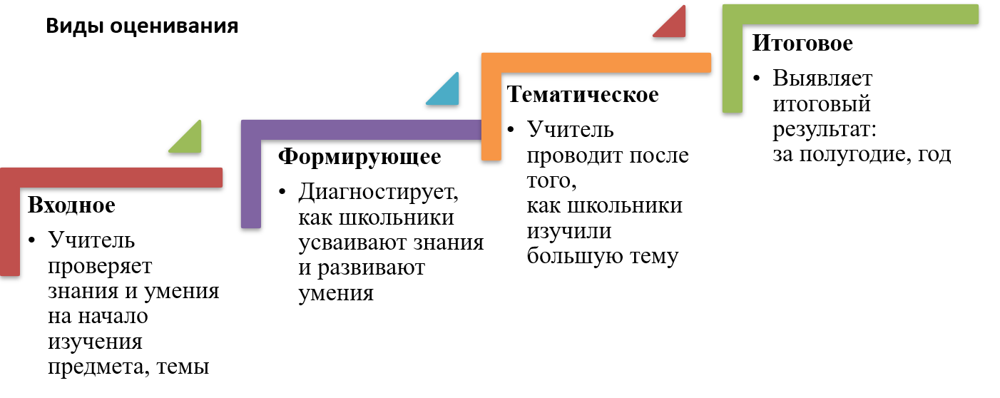 Виды оценивания
Входное
• Учитель
проверяет
знания и умения
на начало
изучения
предмета, темы
Формирующее
• Диагностирует,
как школьники
усваивают знания
и развивают
умения
Тематическое
• Учитель
проводит после
того,
как школьники
изучили
большую тему
Итоговое
• Выявляет
итоговый
результат:
за полугодие, год